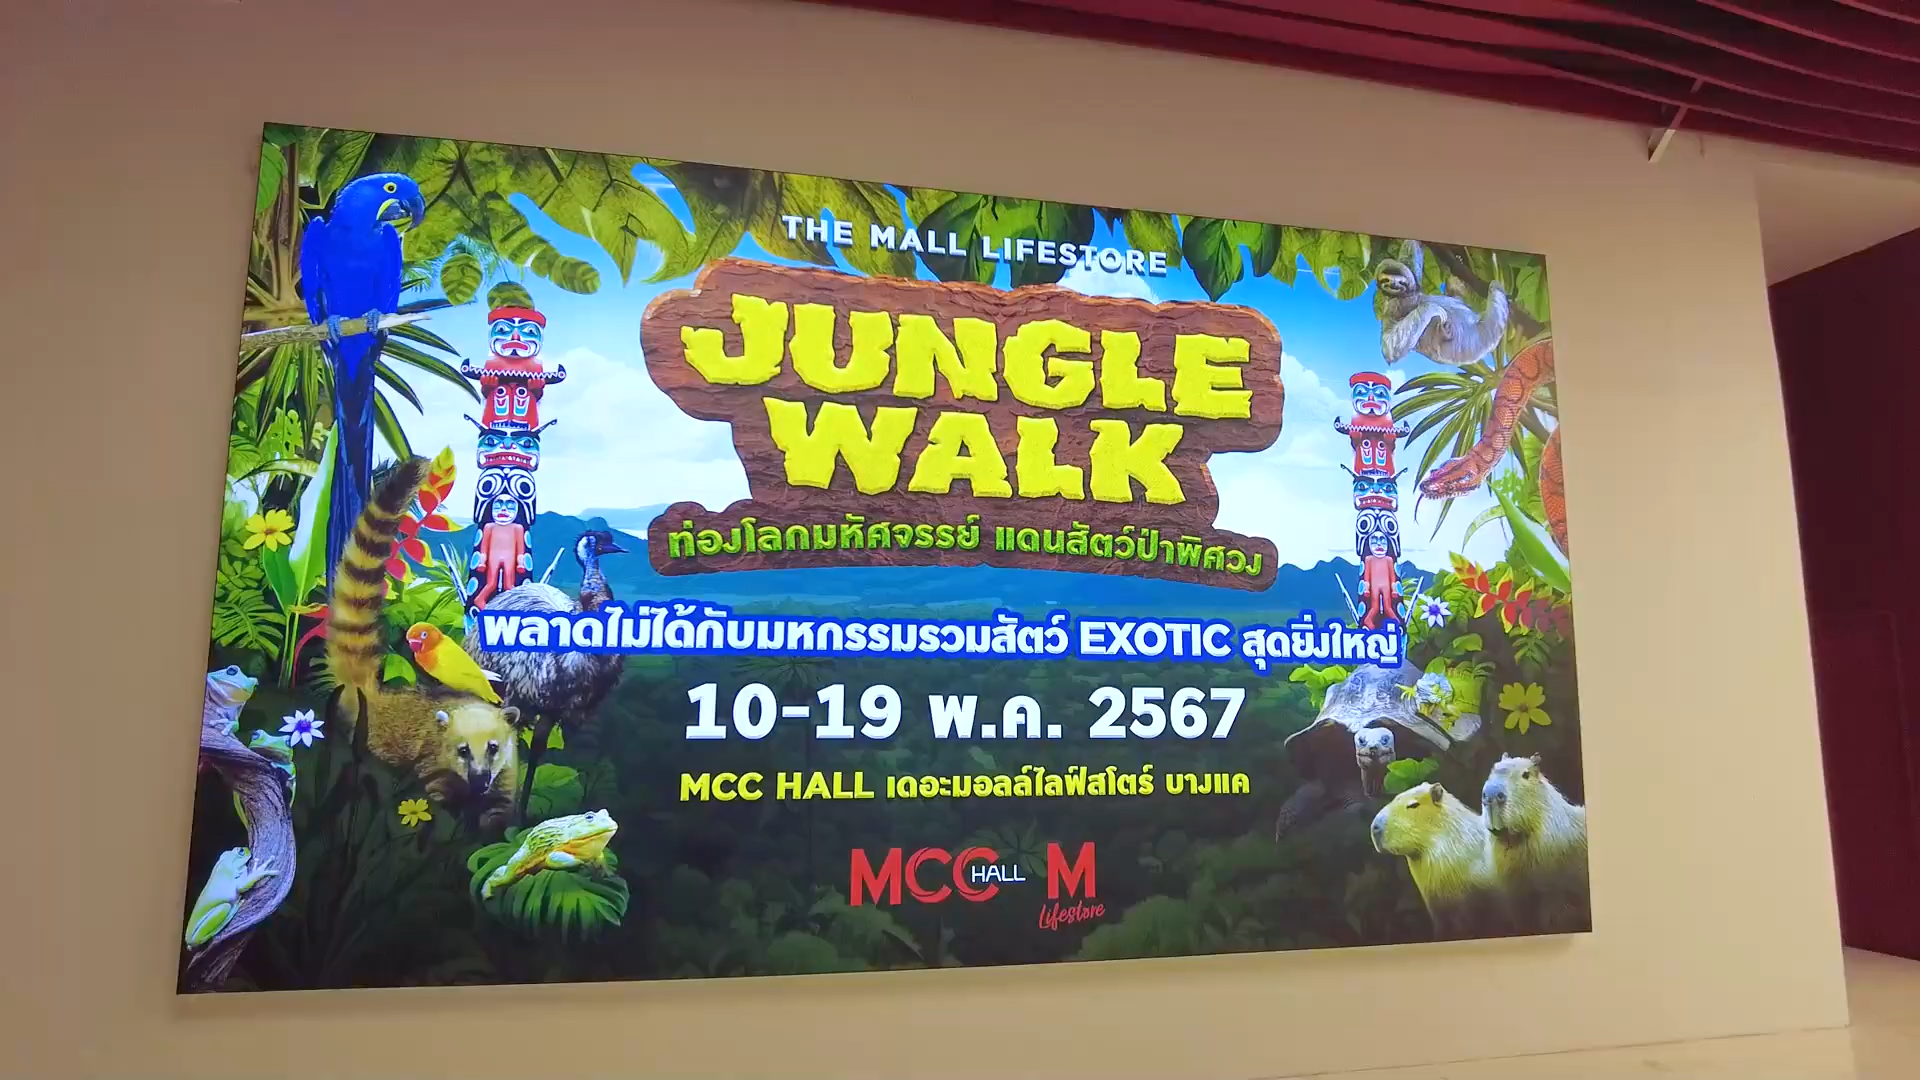 THE MALL LIFESTORE
JUNGLE
WALK
ท่องโลกมหัศจรรย์ แดนสัตว์ป่าพิศวง
พลาดไม่ได้กับมหกรรมรวมสัตว์ EXOTIC สุดยิ่งใหญ่
10-19 พ.ค. 2567
MCC HALL เดอะมอลล์ไลฟ์สโตร์ บางแค
MCC HALL M
Lifestore